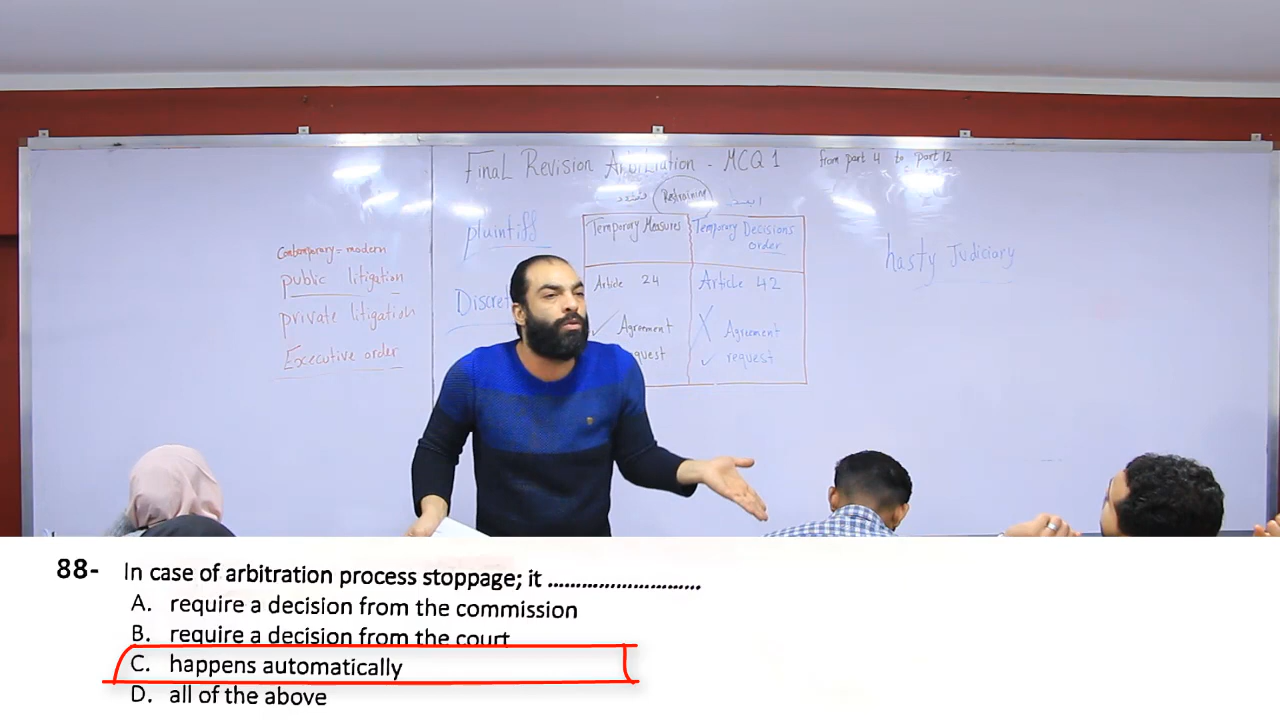 Final Revision Arbitration - MCQ 1 from part 4 to part 12
Restraining
plaintiff
Temporary Measures
Temporary Decisions
order
hasty Judiciary
Contemporary = modern
public litigation
private litigation
Executive order
Discret
Article 24
Article 42
✓ Agreement
X Agreement
quest
✓ request
88- In case of arbitration process stoppage; it ............................
A. require a decision from the commission
B. require a decision from the court
C. happens automatically
D. all of the above